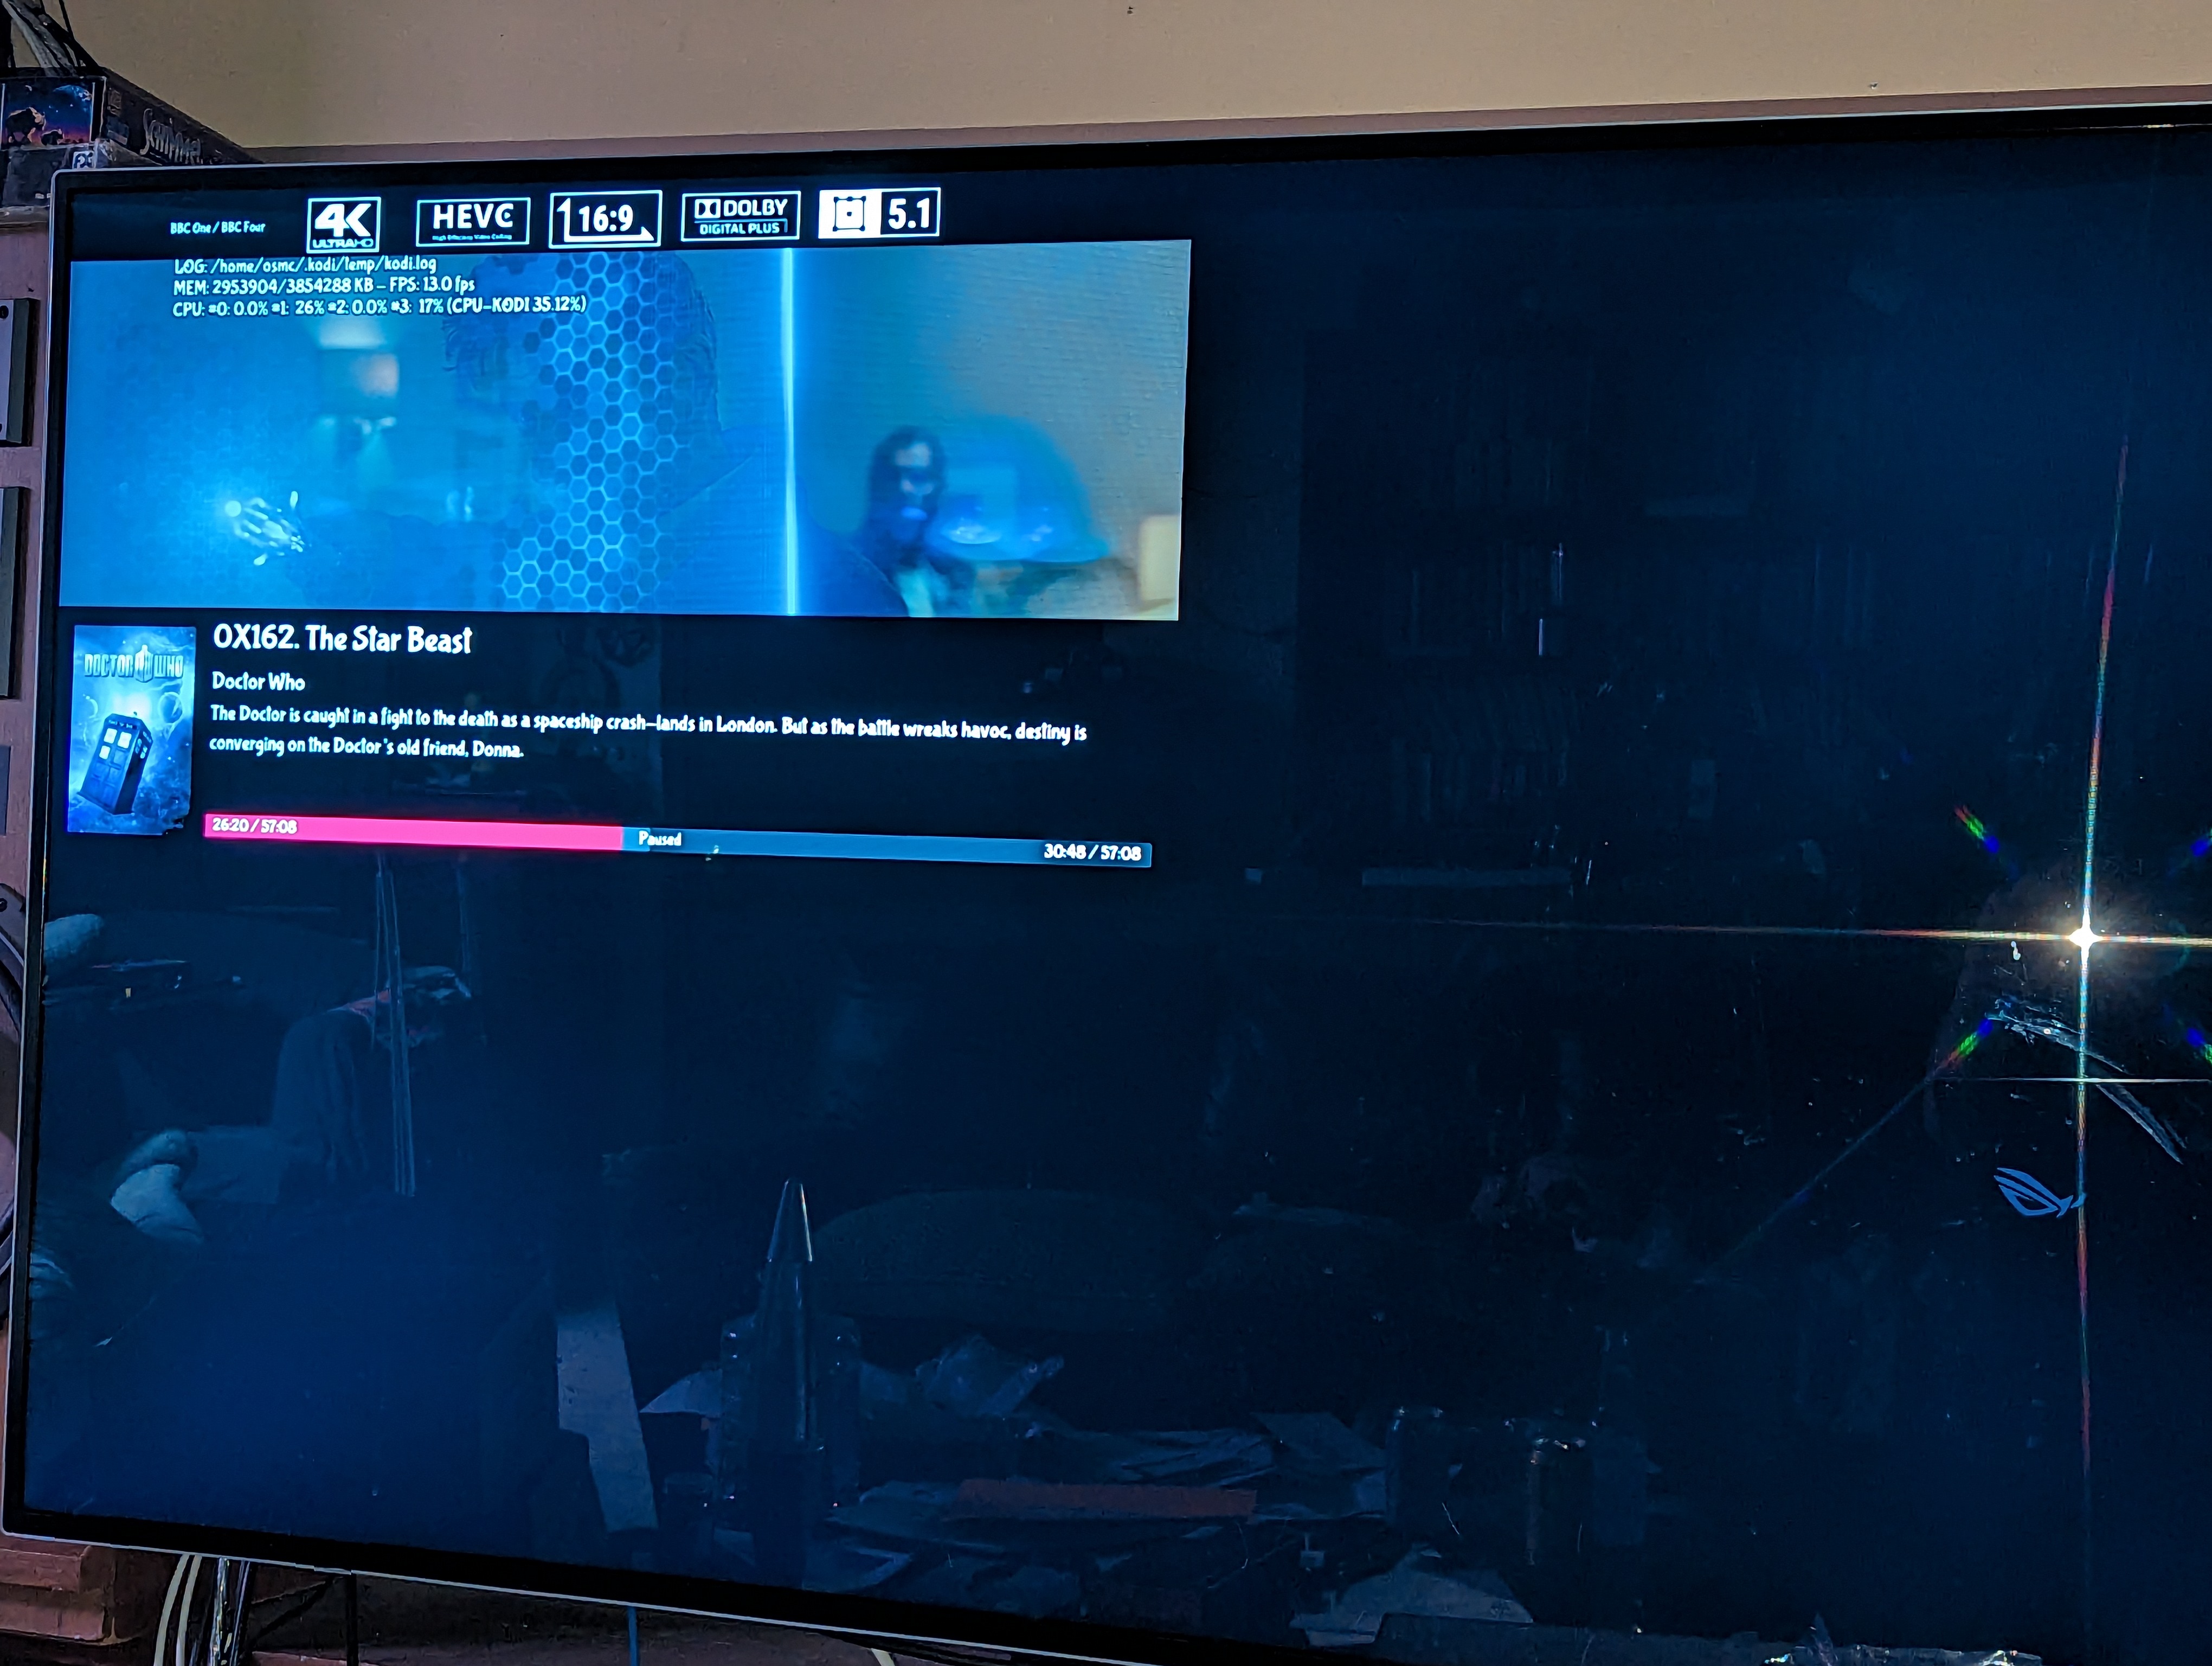 BBC One / BBC Four
4K
ULTRA HD
HEVC
High Efficiency Video Coding
16:9
DOLBY
DIGITAL PLUS
5.1
LOG: /home/osmc/.kodi/temp/kodi.log
MEM: 2953904/3854288 KB – FPS: 13.0 fps
CPU: #0: 0.0% #1: 26% #2: 0.0% #3: 17% (CPU-KODI 35.12%)
0X162. The Star Beast
DOCTOR WHO
Doctor Who
The Doctor is caught in a fight to the death as a spaceship crash-lands in London. But as the battle wreaks havoc, destiny is
converging on the Doctor's old friend, Donna.
26:20 / 57:08
Paused
30:48 / 57:08